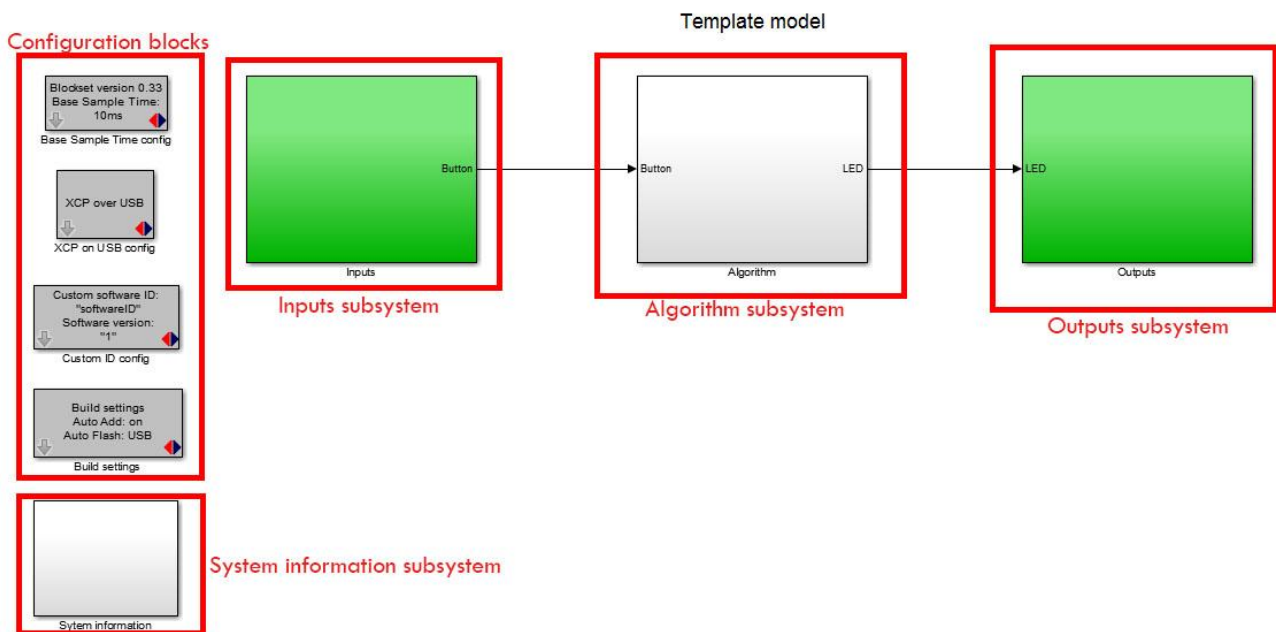 Template model
Configuration blocks
Blockset version 0.33
Base Sample Time:
10ms
Base Sample Time config
XCP over USB
XCP on USB config
Custom software ID:
"softwareID"
Software version:
"1"
Custom ID config
Build settings
Auto Add: on
Auto Flash: USB
Build settings
Button
Inputs
Inputs subsystem
Button
LED
Algorithm
Algorithm subsystem
LED
Outputs
Outputs subsystem
System information subsystem
Sytem information